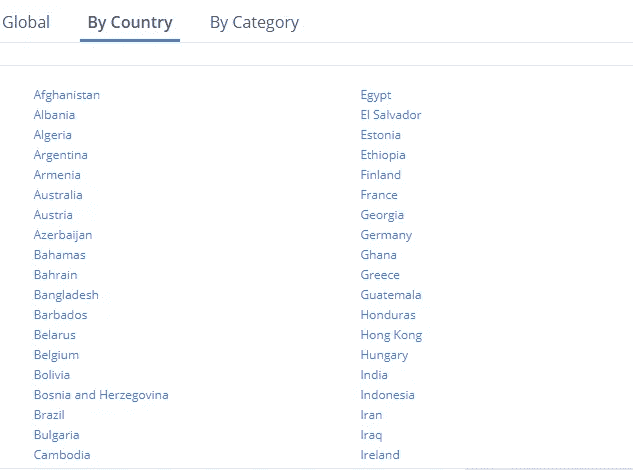 Global By Country By Category
Afghanistan
Albania
Algeria
Argentina
Armenia
Australia
Austria
Azerbaijan
Bahamas
Bahrain
Bangladesh
Barbados
Belarus
Belgium
Bolivia
Bosnia and Herzegovina
Brazil
Bulgaria
Cambodia
Egypt
El Salvador
Estonia
Ethiopia
Finland
France
Georgia
Germany
Ghana
Greece
Guatemala
Honduras
Hong Kong
Hungary
India
Indonesia
Iran
Iraq
Ireland